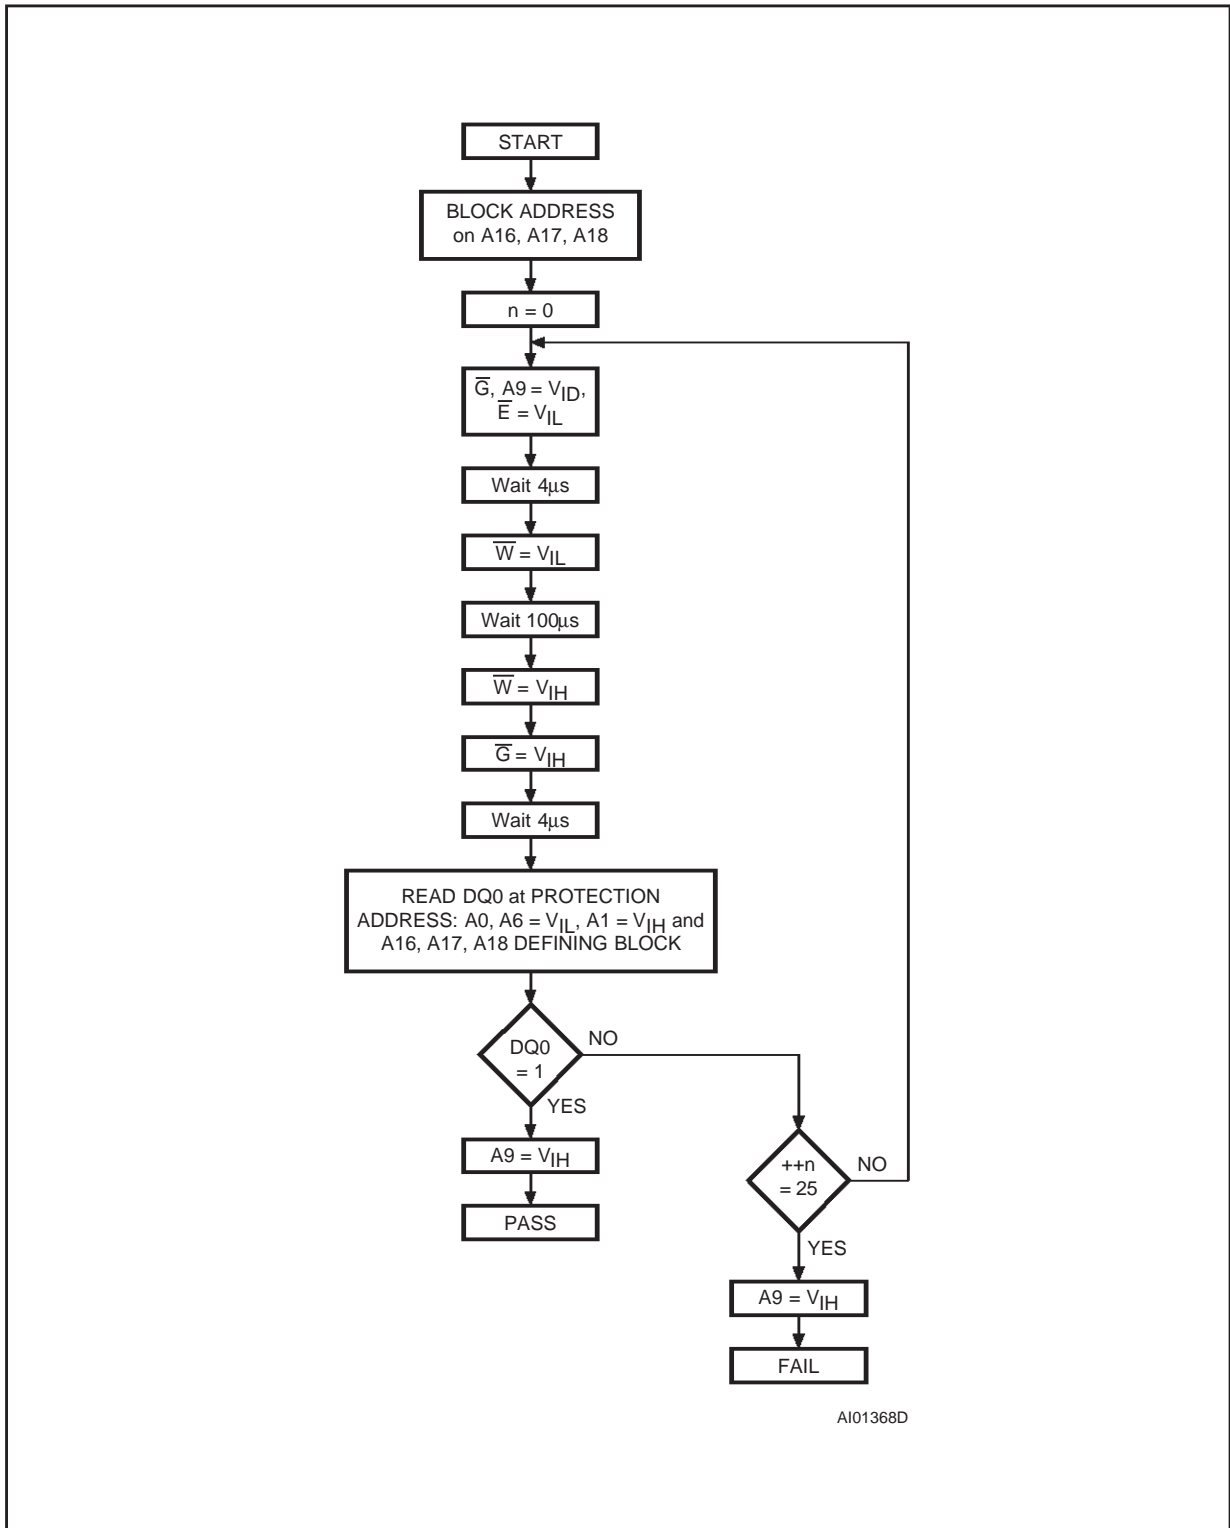 START
BLOCK ADDRESS
on A16, A17, A18
n = 0
G̅, A9 = VID,
E̅ = VIL
Wait 4µs
W̅ = VIL
Wait 100µs
W̅ = VIH
G̅ = VIH
Wait 4µs
READ DQ0 at PROTECTION
ADDRESS: A0, A6 = VIL, A1 = VIH and
A16, A17, A18 DEFINING BLOCK
DQ0
= 1
NO
YES
A9 = VIH
PASS
++n
= 25
NO
YES
A9 = VIH
FAIL
AI01368D